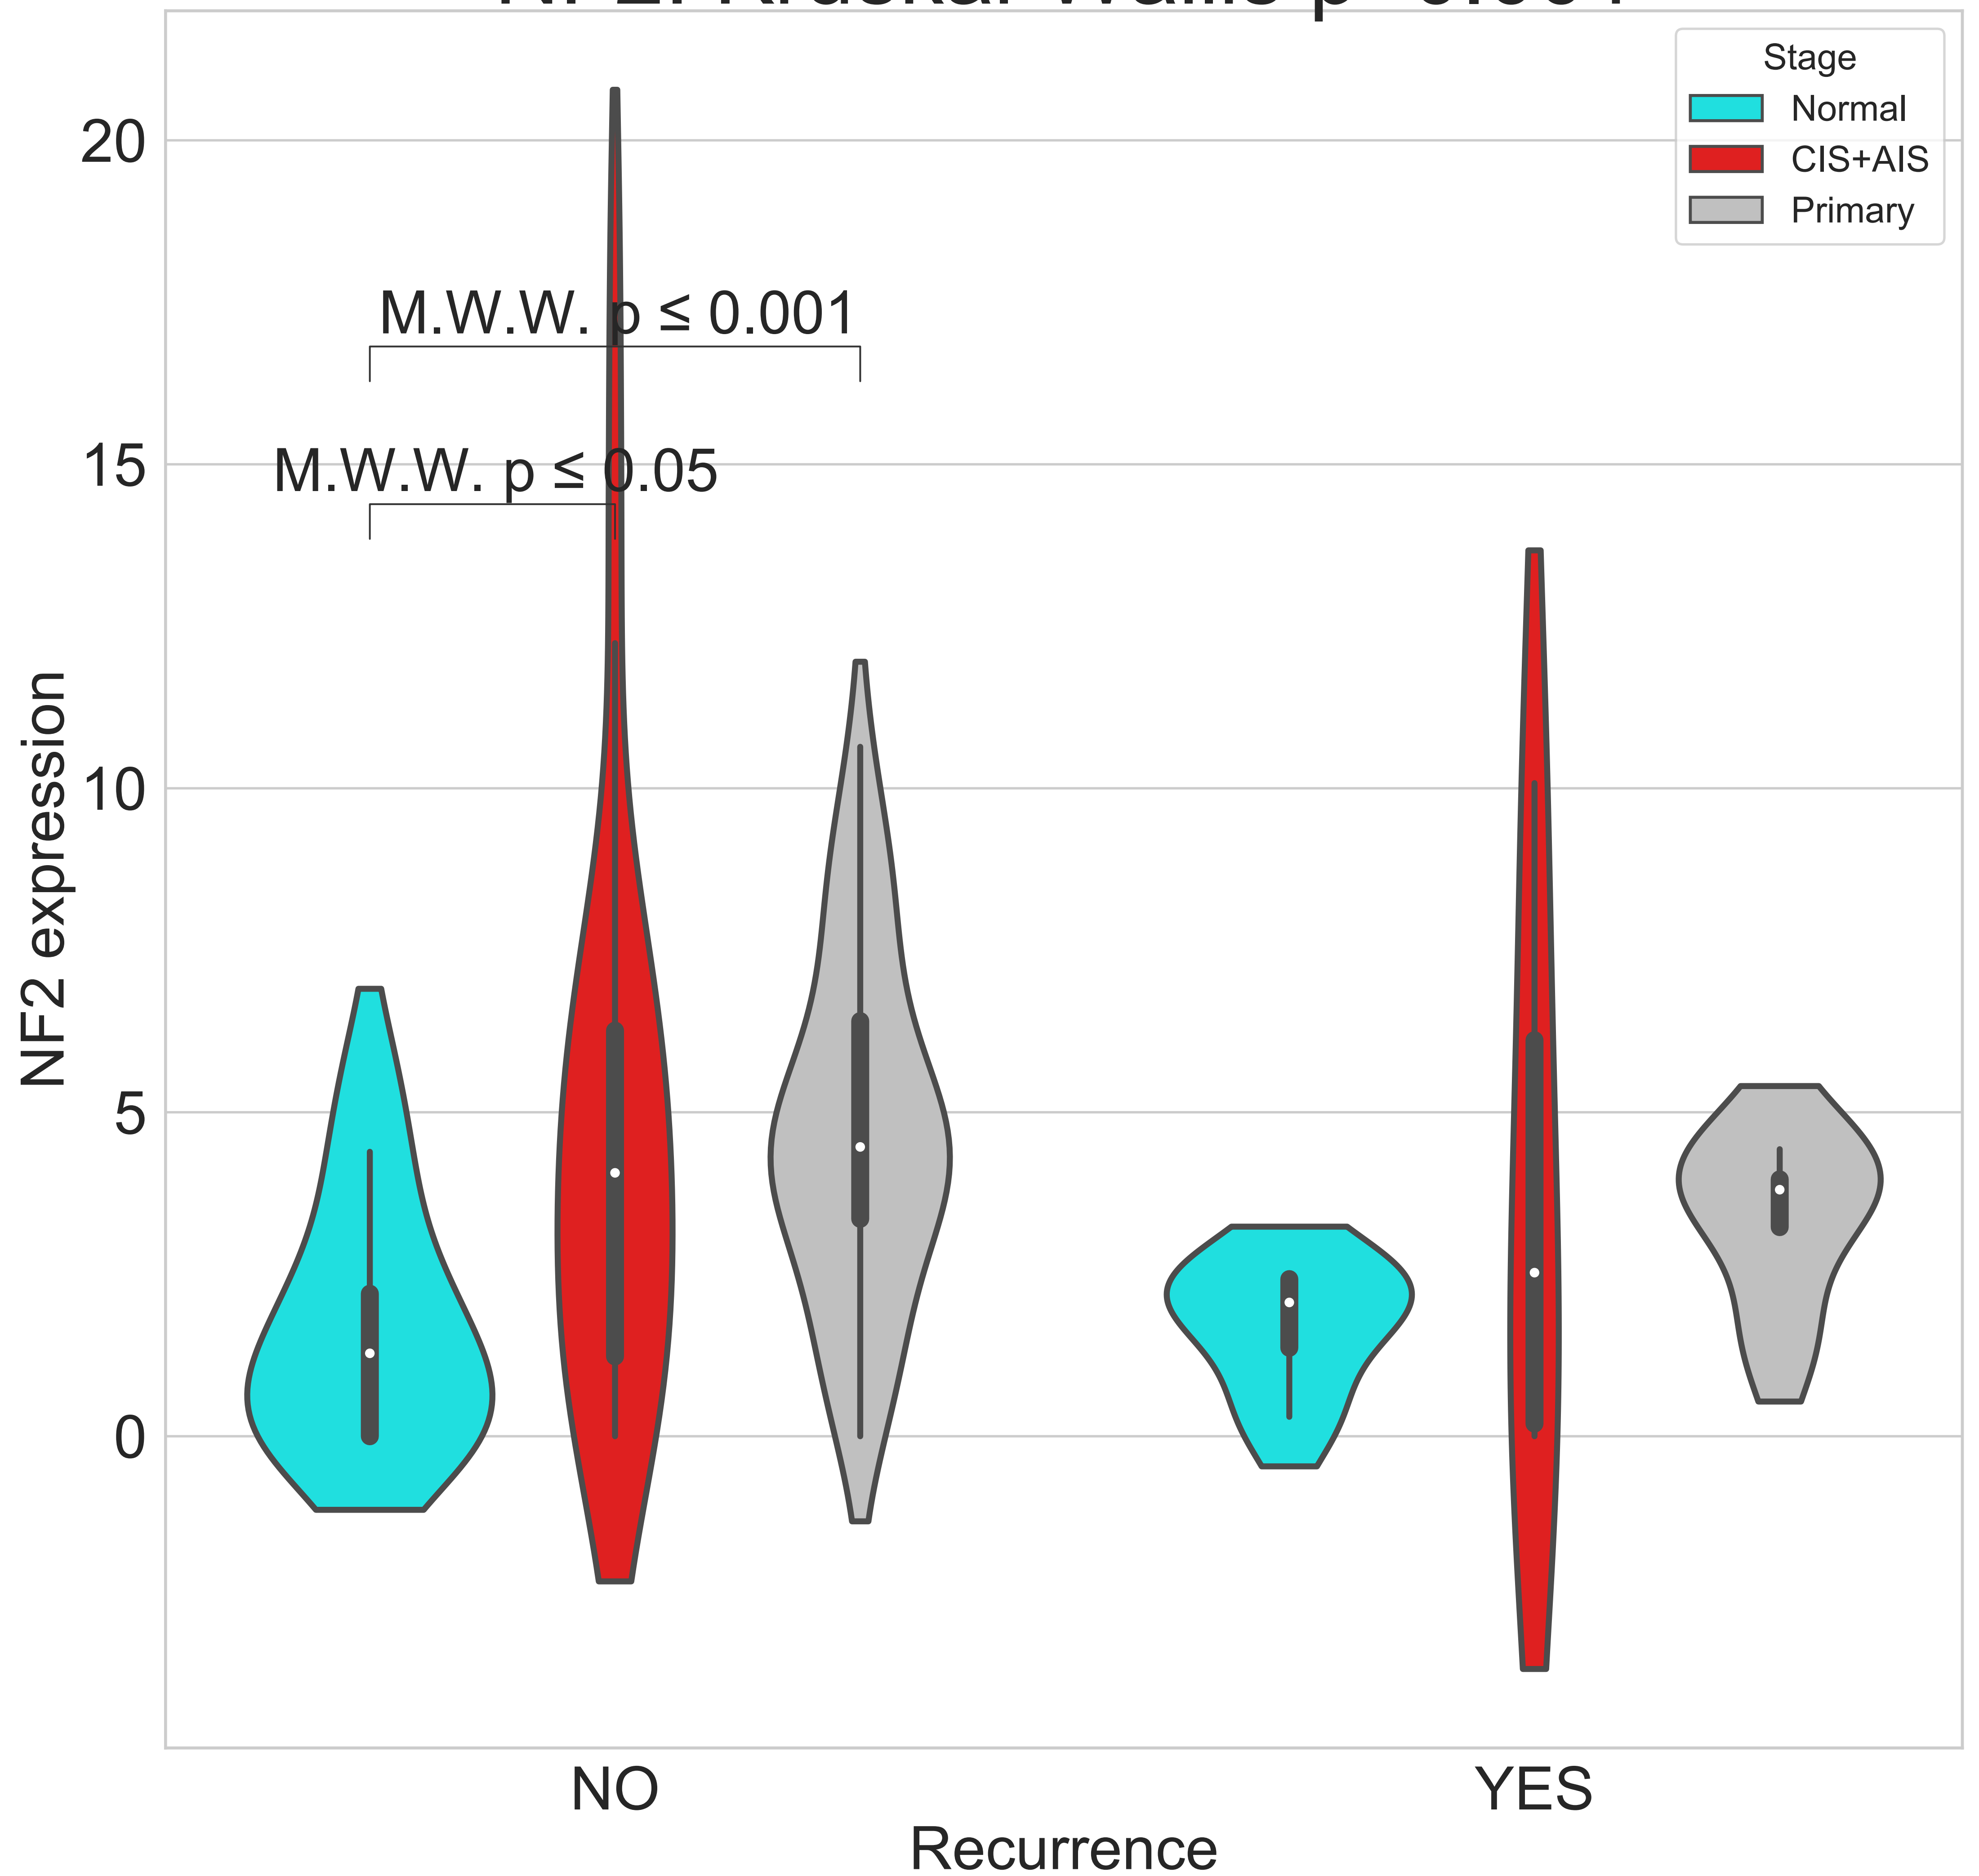 Stage
Normal
CIS+AIS
Primary
20
15
10
5
0
NF2 expression
M.W.W. p ≤ 0.001
M.W.W. p ≤ 0.05
NO
YES
Recurrence